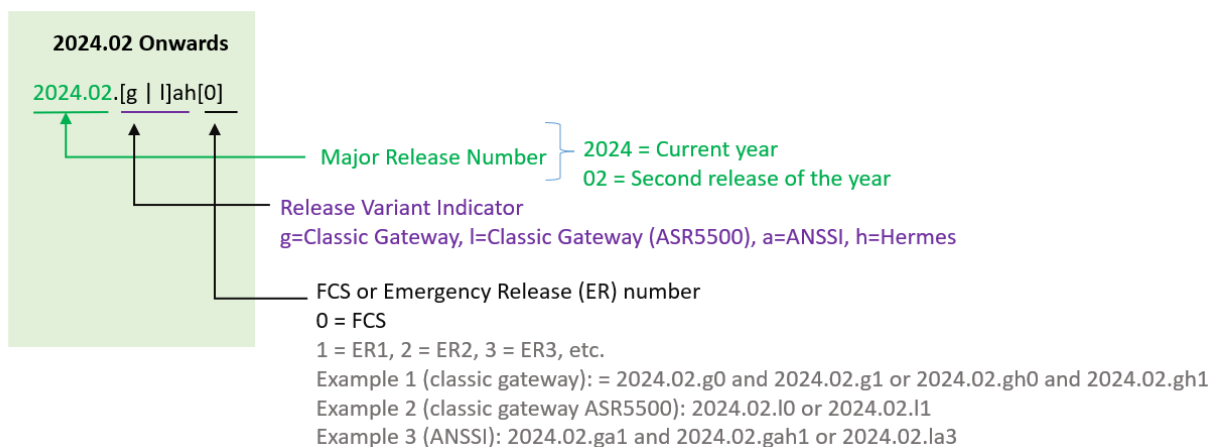 2024.02 Onwards
2024.02.[g | l]ah[0]
Major Release Number
2024 = Current year
02 = Second release of the year
Release Variant Indicator
g=Classic Gateway, l=Classic Gateway (ASR5500), a=ANSSI, h=Hermes
FCS or Emergency Release (ER) number
0 = FCS
1 = ER1, 2 = ER2, 3 = ER3, etc.
Example 1 (classic gateway): = 2024.02.g0 and 2024.02.g1 or 2024.02.gh0 and 2024.02.gh1
Example 2 (classic gateway ASR5500): 2024.02.l0 or 2024.02.l1
Example 3 (ANSSI): 2024.02.ga1 and 2024.02.gah1 or 2024.02.la3